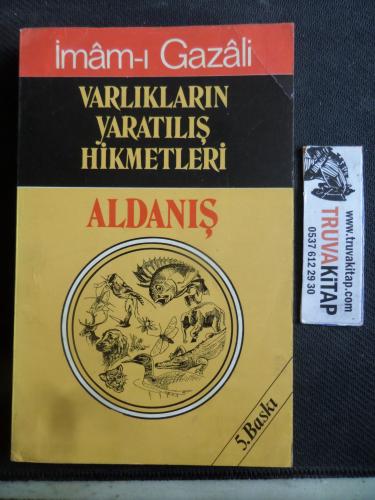 İmâm-ı Gazâli
VARLIKLARIN
YARATILIŞ
HİKMETLERİ
ALDANIŞ
5.Baskı
www.truvakitap.com
TRUVAKİTAP
0537 612 29 30